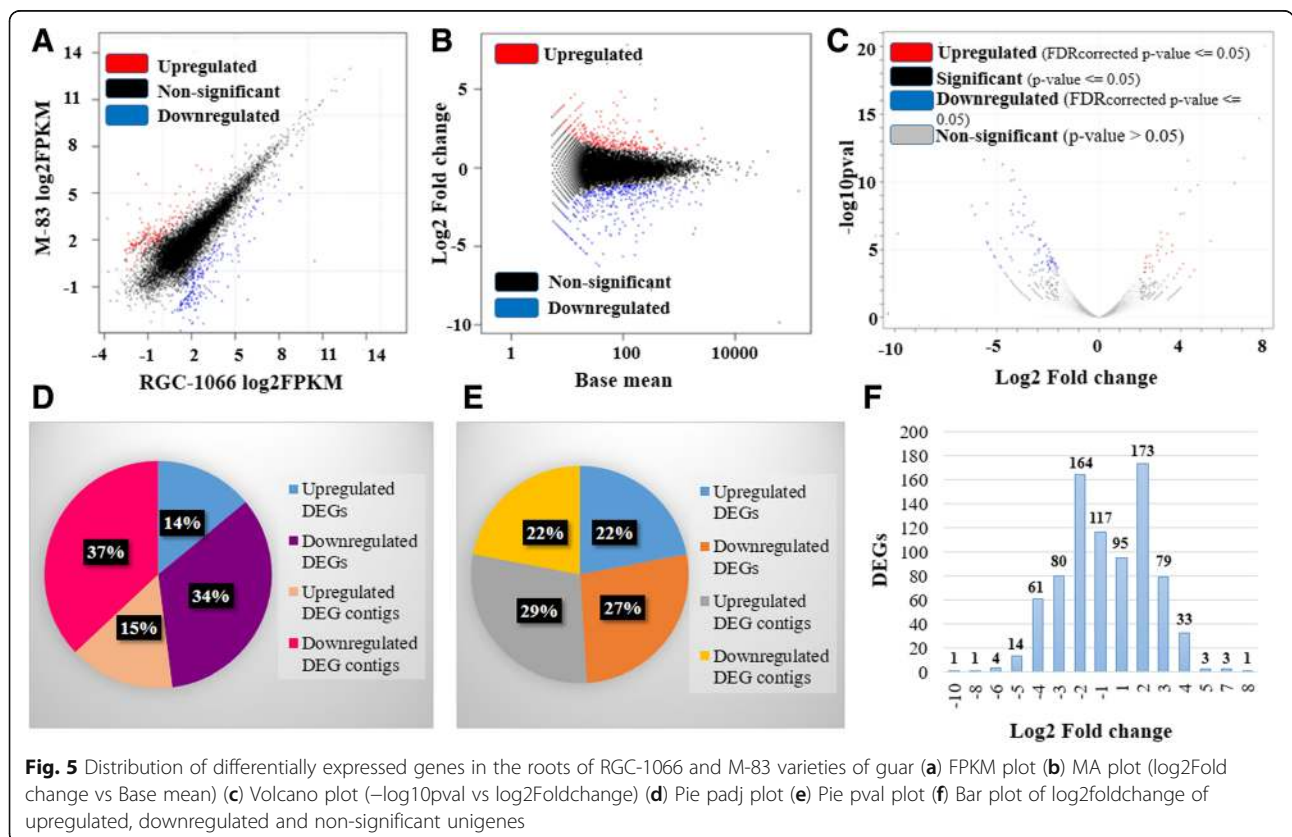 A
14
11
8
5
2
-1
M-83 log2FPKM
Upregulated
Non-significant
Downregulated
-4 -1 2 5 8 11 14
RGC-1066 log2FPKM
B
5
0
-5
-10
Log2 Fold change
Upregulated
Non-significant
Downregulated
1 100 10000
Base mean
C
20
15
10
5
0
-log10pval
Upregulated (FDRcorrected p-value <= 0.05)
Significant (p-value <= 0.05)
Downregulated (FDRcorrected p-value <=
0.05)
Non-significant (p-value > 0.05)
-10 -5 0 4 8
Log2 Fold change
D
14%
34%
15%
37%
Upregulated
DEGs
Downregulated
DEGs
Upregulated
DEG contigs
Downregulated
DEG contigs
E
22%
27%
29%
22%
Upregulated
DEGs
Downregulated
DEGs
Upregulated
DEG contigs
Downregulated
DEG contigs
F
200
180
160
140
120
100
80
60
40
20
0
DEGs
1 1 4 14 61 80 164 117 95 173 79 33 3 3 1
-10 -8 -6 -5 -4 -3 -2 -1 1 2 3 4 5 7 8
Log2 Fold change
Fig. 5 Distribution of differentially expressed genes in the roots of RGC-1066 and M-83 varieties of guar (a) FPKM plot (b) MA plot (log2Fold
change vs Base mean) (c) Volcano plot (−log10pval vs log2Foldchange) (d) Pie padj plot (e) Pie pval plot (f) Bar plot of log2foldchange of
upregulated, downregulated and non-significant unigenes